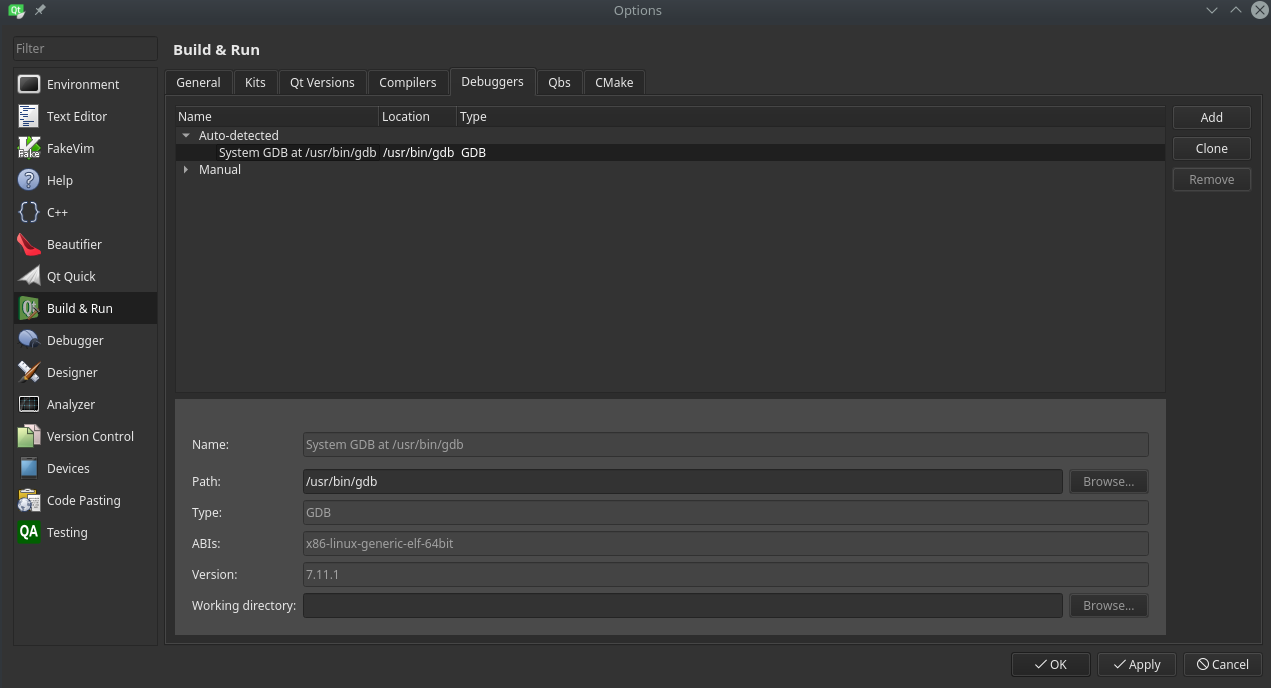 Options
Filter
Environment
Text Editor
FakeVim
Help
C++
Beautifier
Qt Quick
Build & Run
Debugger
Designer
Analyzer
Version Control
Devices
Code Pasting
QA Testing
Build & Run
General Kits Qt Versions Compilers Debuggers Qbs CMake
Name Location Type
Auto-detected
System GDB at /usr/bin/gdb /usr/bin/gdb GDB
Manual
Add
Clone
Remove
Name: System GDB at /usr/bin/gdb
Path: /usr/bin/gdb Browse...
Type: GDB
ABIs: x86-linux-generic-elf-64bit
Version: 7.11.1
Working directory: Browse...
OK Apply Cancel